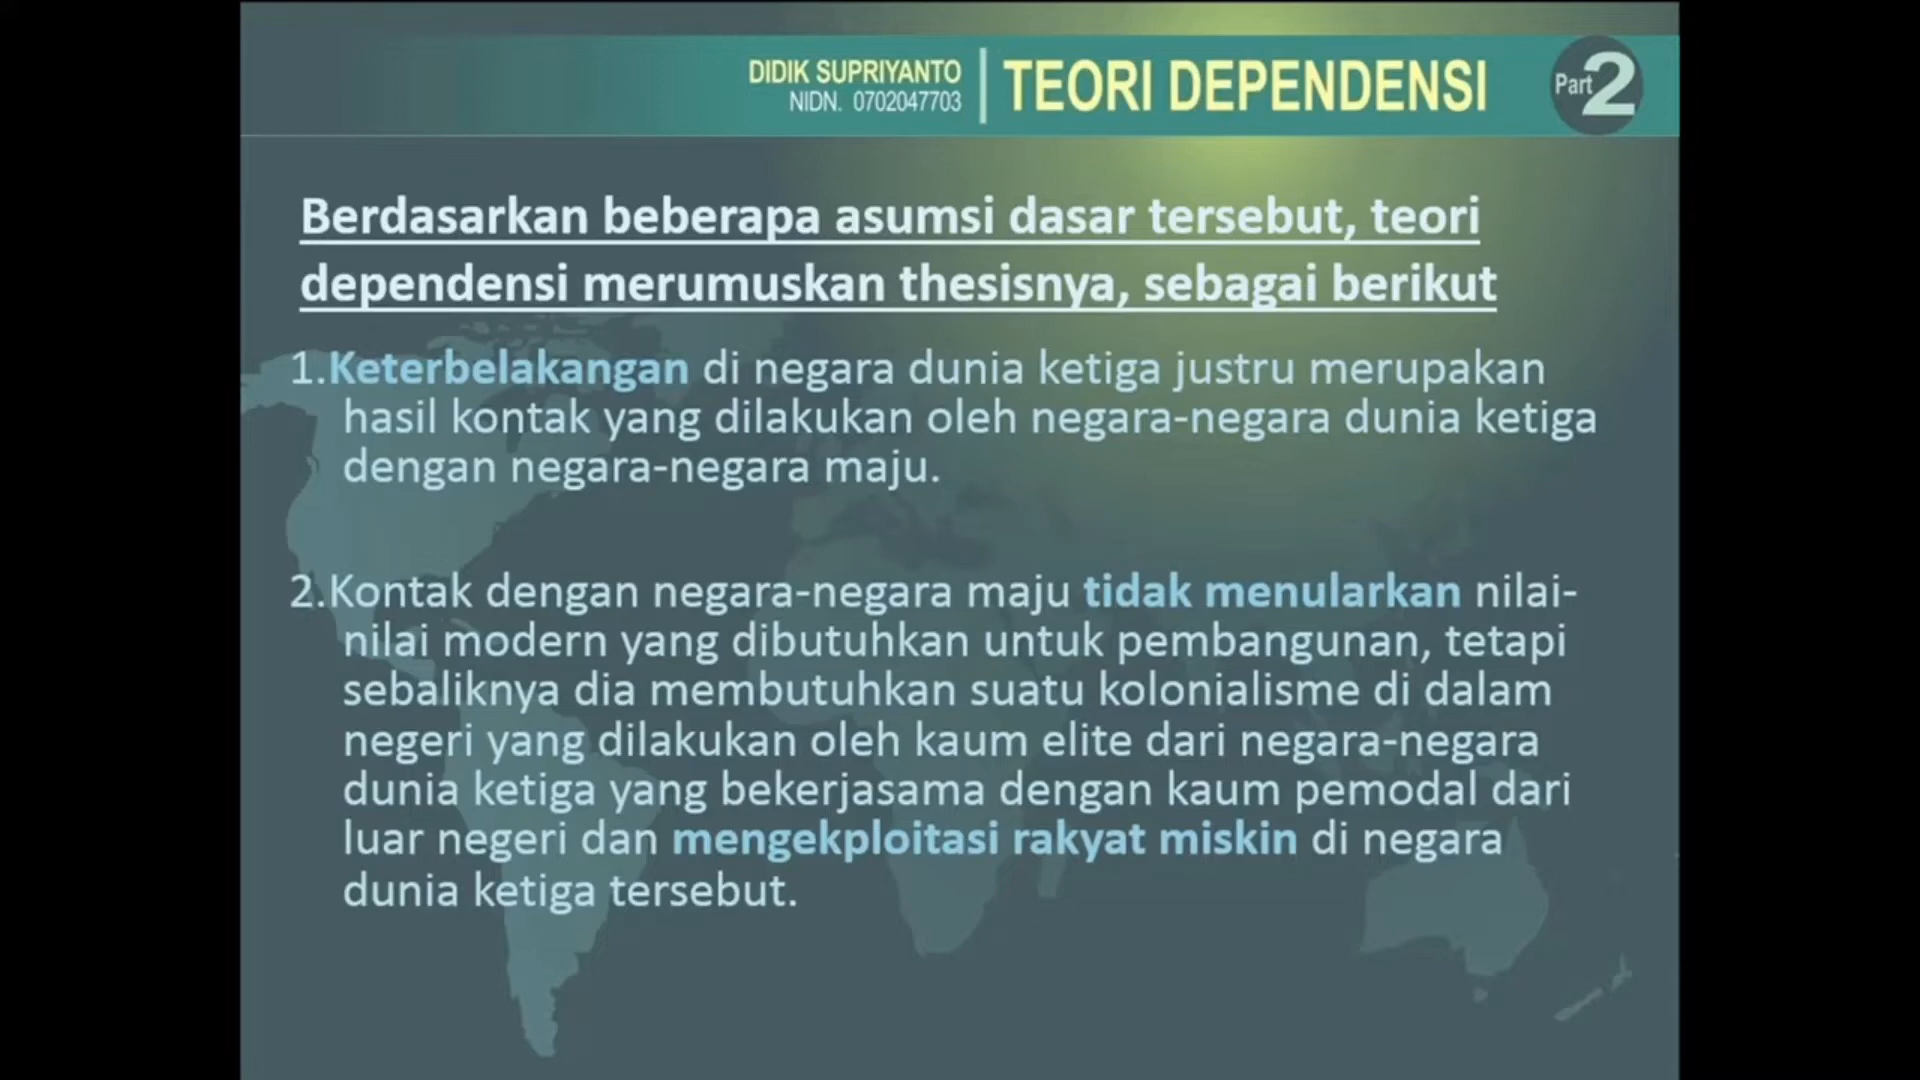 DIDIK SUPRIYANTO
NIDN. 0702047703
TEORI DEPENDENSI
Part 2
Berdasarkan beberapa asumsi dasar tersebut, teori
dependensi merumuskan thesisnya, sebagai berikut
1.Keterbelakangan di negara dunia ketiga justru merupakan
hasil kontak yang dilakukan oleh negara-negara dunia ketiga
dengan negara-negara maju.
2.Kontak dengan negara-negara maju tidak menularkan nilai-
nilai modern yang dibutuhkan untuk pembangunan, tetapi
sebaliknya dia membutuhkan suatu kolonialisme di dalam
negeri yang dilakukan oleh kaum elite dari negara-negara
dunia ketiga yang bekerjasama dengan kaum pemodal dari
luar negeri dan mengekploitasi rakyat miskin di negara
dunia ketiga tersebut.